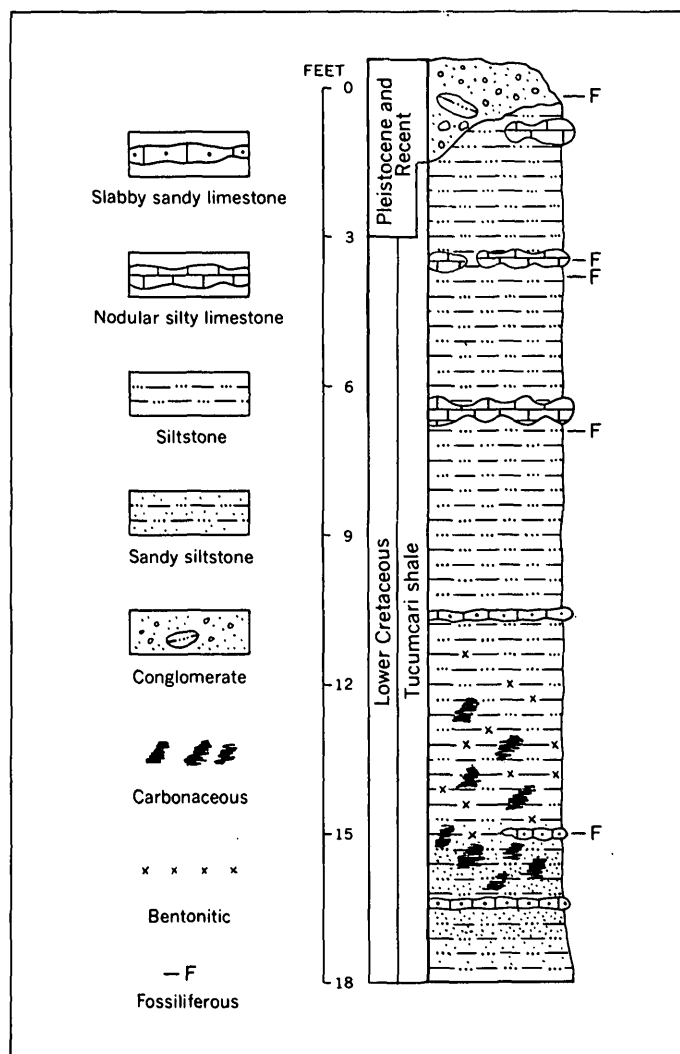 FEET
0
3
6
9
12
15
18
Slabby sandy limestone
Nodular silty limestone
Siltstone
Sandy siltstone
Conglomerate
Carbonaceous
x x x x
Bentonitic
— F
Fossiliferous
Pleistocene and
Recent
Lower Cretaceous
Tucumcari shale
— F
— F
— F
— F
— F